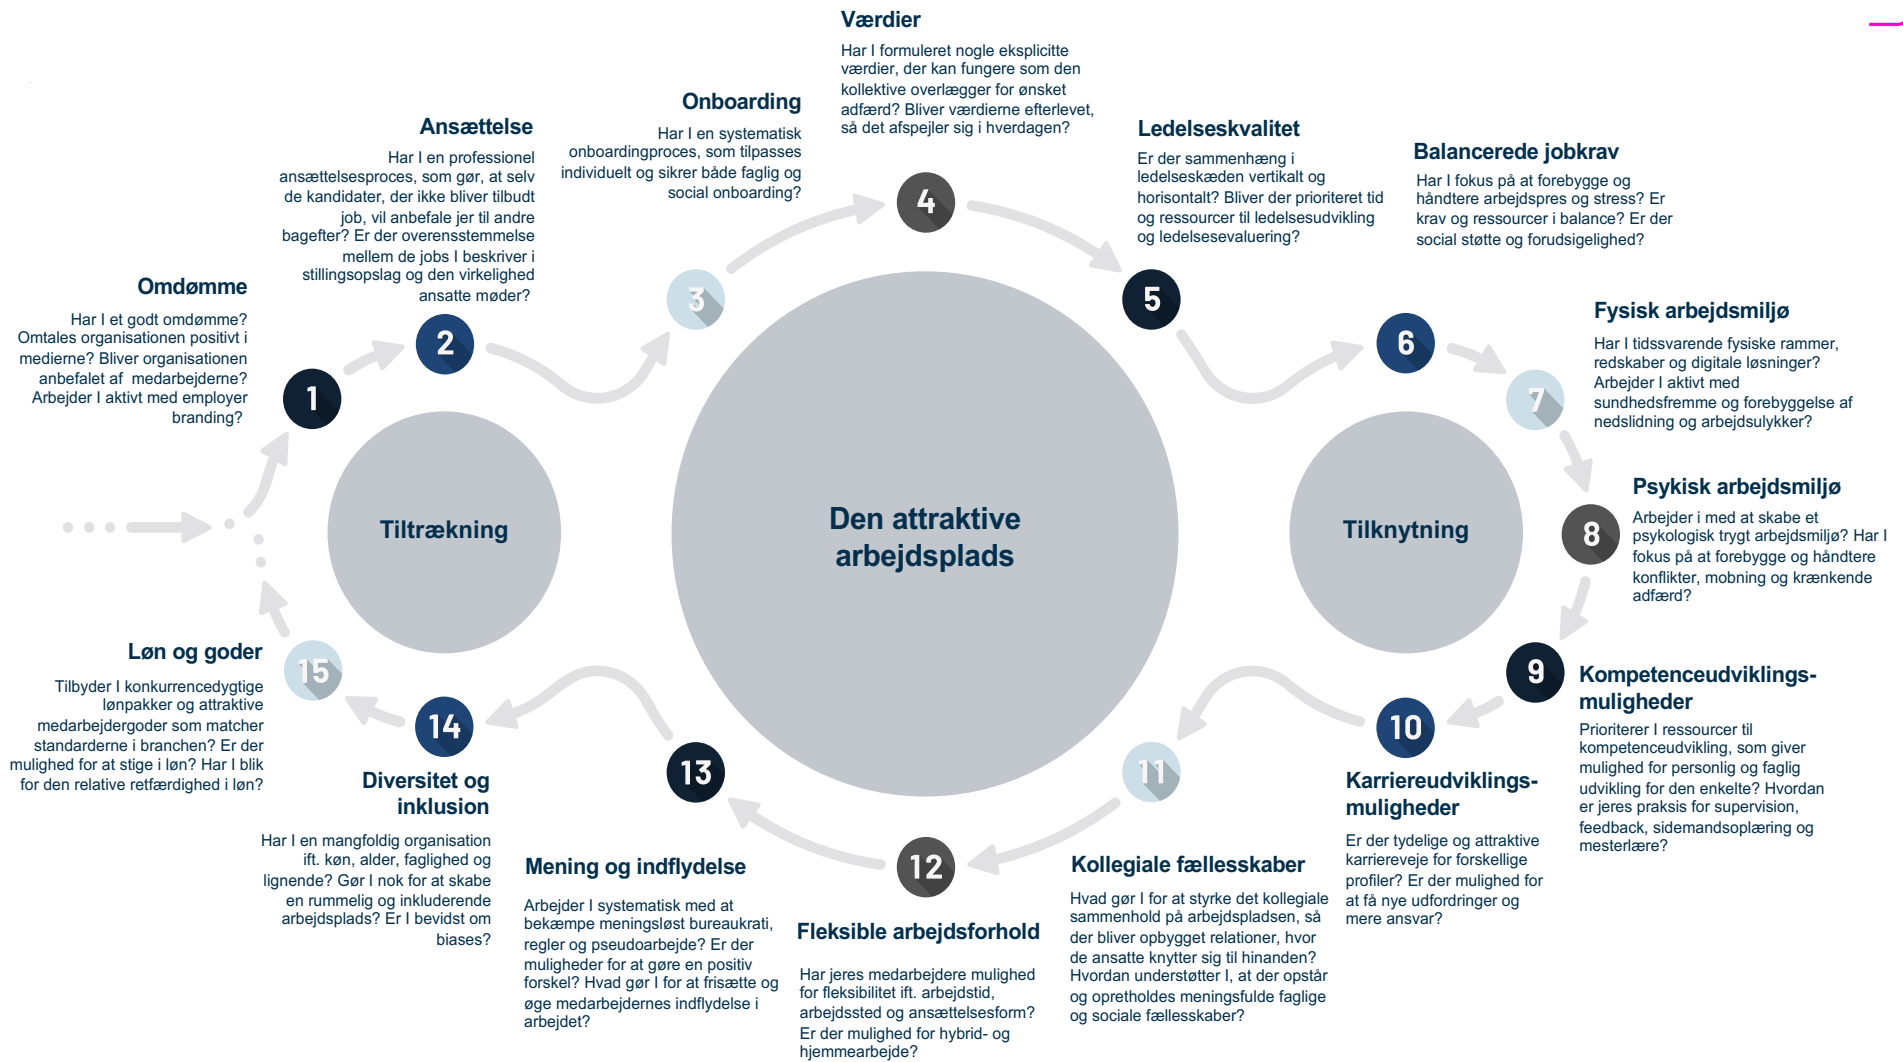 Omdømme
Har I et godt omdømme?
Omtales organisationen positivt i
medierne? Bliver organisationen
anbefalet af medarbejderne?
Arbejder I aktivt med employer
branding?
1
Ansættelse
Har I en professionel
ansættelsesproces, som gør, at selv
de kandidater, der ikke bliver tilbudt
job, vil anbefale jer til andre
bagefter? Er der overensstemmelse
mellem de jobs I beskriver i
stillingsopslag og den virkelighed
ansatte møder?
2
Onboarding
Har I en systematisk
onboardingproces, som tilpasses
individuelt og sikrer både faglig og
social onboarding?
3
Værdier
Har I formuleret nogle eksplicitte
værdier, der kan fungere som den
kollektive overlægger for ønsket
adfærd? Bliver værdierne efterlevet,
så det afspejler sig i hverdagen?
4
Ledelseskvalitet
Er der sammenhæng i
ledelseskæden vertikalt og
horisontalt? Bliver der prioriteret tid
og ressourcer til ledelsesudvikling
og ledelsesevaluering?
5
Balancerede jobkrav
Har I fokus på at forebygge og
håndtere arbejdspres og stress? Er
krav og ressourcer i balance? Er der
social støtte og forudsigelighed?
6
Fysisk arbejdsmiljø
Har I tidssvarende fysiske rammer,
redskaber og digitale løsninger?
Arbejder I aktivt med
sundhedsfremme og forebyggelse af
nedslidning og arbejdsulykker?
7
Psykisk arbejdsmiljø
Arbejder i med at skabe et
psykologisk trygt arbejdsmiljø? Har I
fokus på at forebygge og håndtere
konflikter, mobning og krænkende
adfærd?
8
Tiltrækning
Den attraktive
arbejdsplads
Tilknytning
9
Kompetenceudviklings-
muligheder
Prioriterer I ressourcer til
kompetenceudvikling, som giver
mulighed for personlig og faglig
udvikling for den enkelte? Hvordan
er jeres praksis for supervision,
feedback, sidemandsoplæring og
mesterlære?
10
Karriereudviklings-
muligheder
Er der tydelige og attraktive
karriereveje for forskellige
profiler? Er der mulighed for
at få nye udfordringer og
mere ansvar?
11
Kollegiale fællesskaber
Hvad gør I for at styrke det kollegiale
sammenhold på arbejdspladsen, så
der bliver opbygget relationer, hvor
de ansatte knytter sig til hinanden?
Hvordan understøtter I, at der opstår
og opretholdes meningsfulde faglige
og sociale fællesskaber?
12
Fleksible arbejdsforhold
Har jeres medarbejdere mulighed
for fleksibilitet ift. arbejdstid,
arbejdssted og ansættelsesform?
Er der mulighed for hybrid- og
hjemmearbejde?
13
Mening og indflydelse
Arbejder I systematisk med at
bekæmpe meningsløst bureaukrati,
regler og pseudoarbejde? Er der
muligheder for at gøre en positiv
forskel? Hvad gør I for at frisætte og
øge medarbejdernes indflydelse i
arbejdet?
14
Diversitet og
inklusion
Har I en mangfoldig organisation
ift. køn, alder, faglighed og
lignende? Gør I nok for at skabe
en rummelig og inkluderende
arbejdsplads? Er I bevidst om
biases?
15
Løn og goder
Tilbyder I konkurrencedygtige
lønpakker og attraktive
medarbejdergoder som matcher
standarderne i branchen? Er der
mulighed for at stige i løn? Har I blik
for den relative retfærdighed i løn?